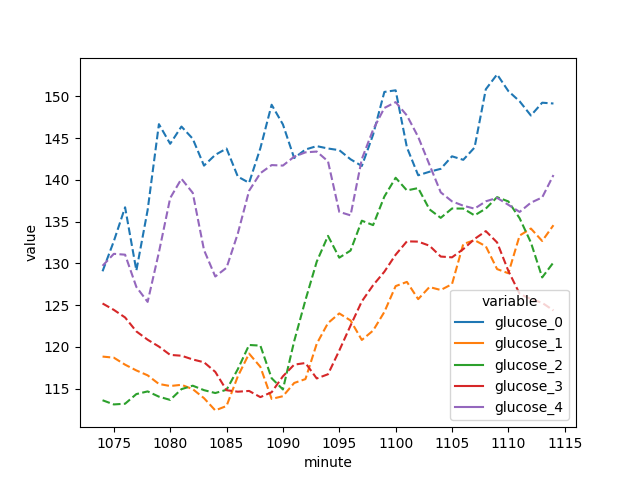 value
150
145
140
135
130
125
120
115
1075 1080 1085 1090 1095 1100 1105 1110 1115
minute
variable
glucose_0
glucose_1
glucose_2
glucose_3
glucose_4